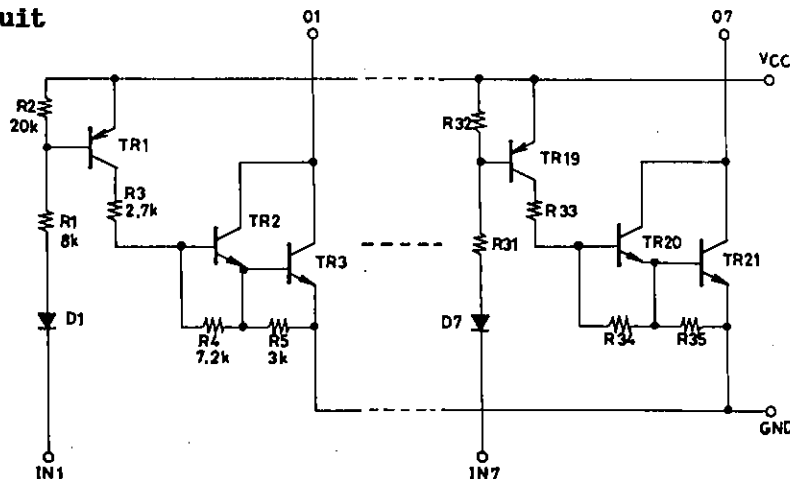 uit
O1
O7
VCC
R2
20k
TR1
R3
2,7k
R1
8k
TR2
TR3
D1
R4
7.2k
R5
3k
R32
TR19
R33
R31
TR20
TR21
D7
R34
R35
GND
IN1
IN7